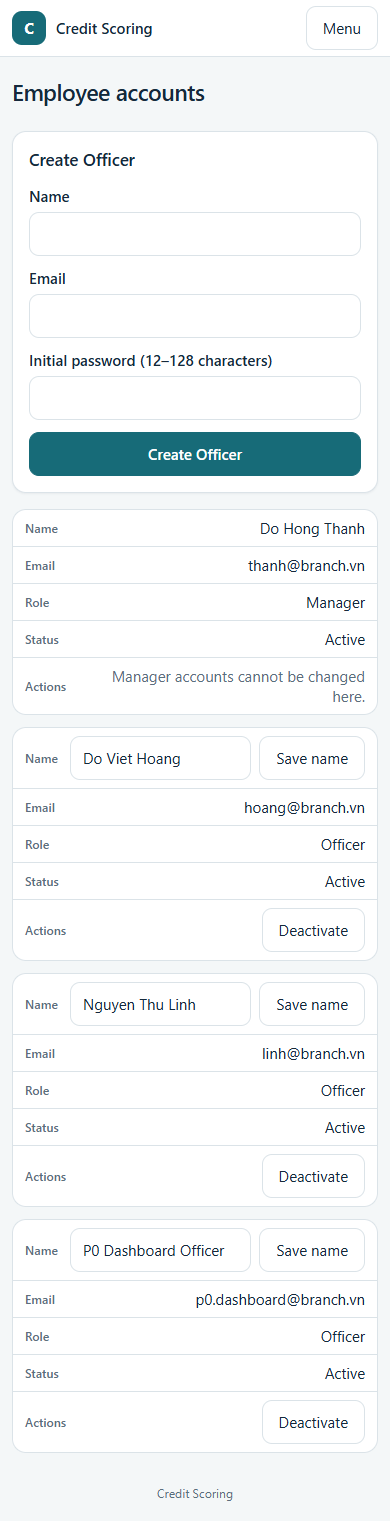 C Credit Scoring Menu
Employee accounts
Create Officer
Name
Email
Initial password (12–128 characters)
Create Officer
Name Do Hong Thanh
Email thanh@branch.vn
Role Manager
Status Active
Actions Manager accounts cannot be changed
here.
Name Do Viet Hoang Save name
Email hoang@branch.vn
Role Officer
Status Active
Actions Deactivate
Name Nguyen Thu Linh Save name
Email linh@branch.vn
Role Officer
Status Active
Actions Deactivate
Name P0 Dashboard Officer Save name
Email p0.dashboard@branch.vn
Role Officer
Status Active
Actions Deactivate
Credit Scoring